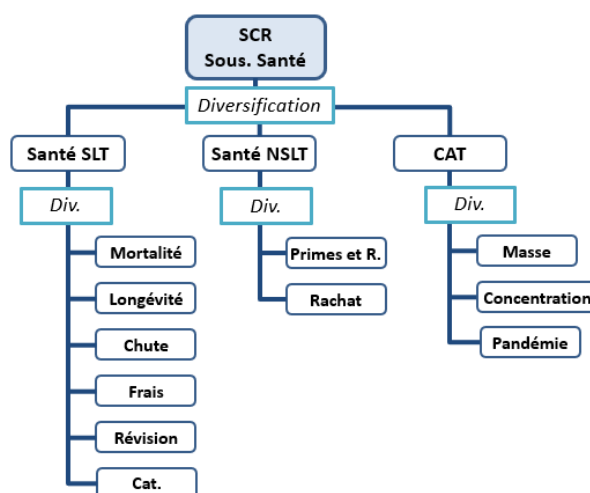 SCR
Sous. Santé
Diversification
Santé SLT
Santé NSLT
CAT
Div.
Div.
Div.
Mortalité
Longévité
Chute
Frais
Révision
Cat.
Primes et R.
Rachat
Masse
Concentration
Pandémie